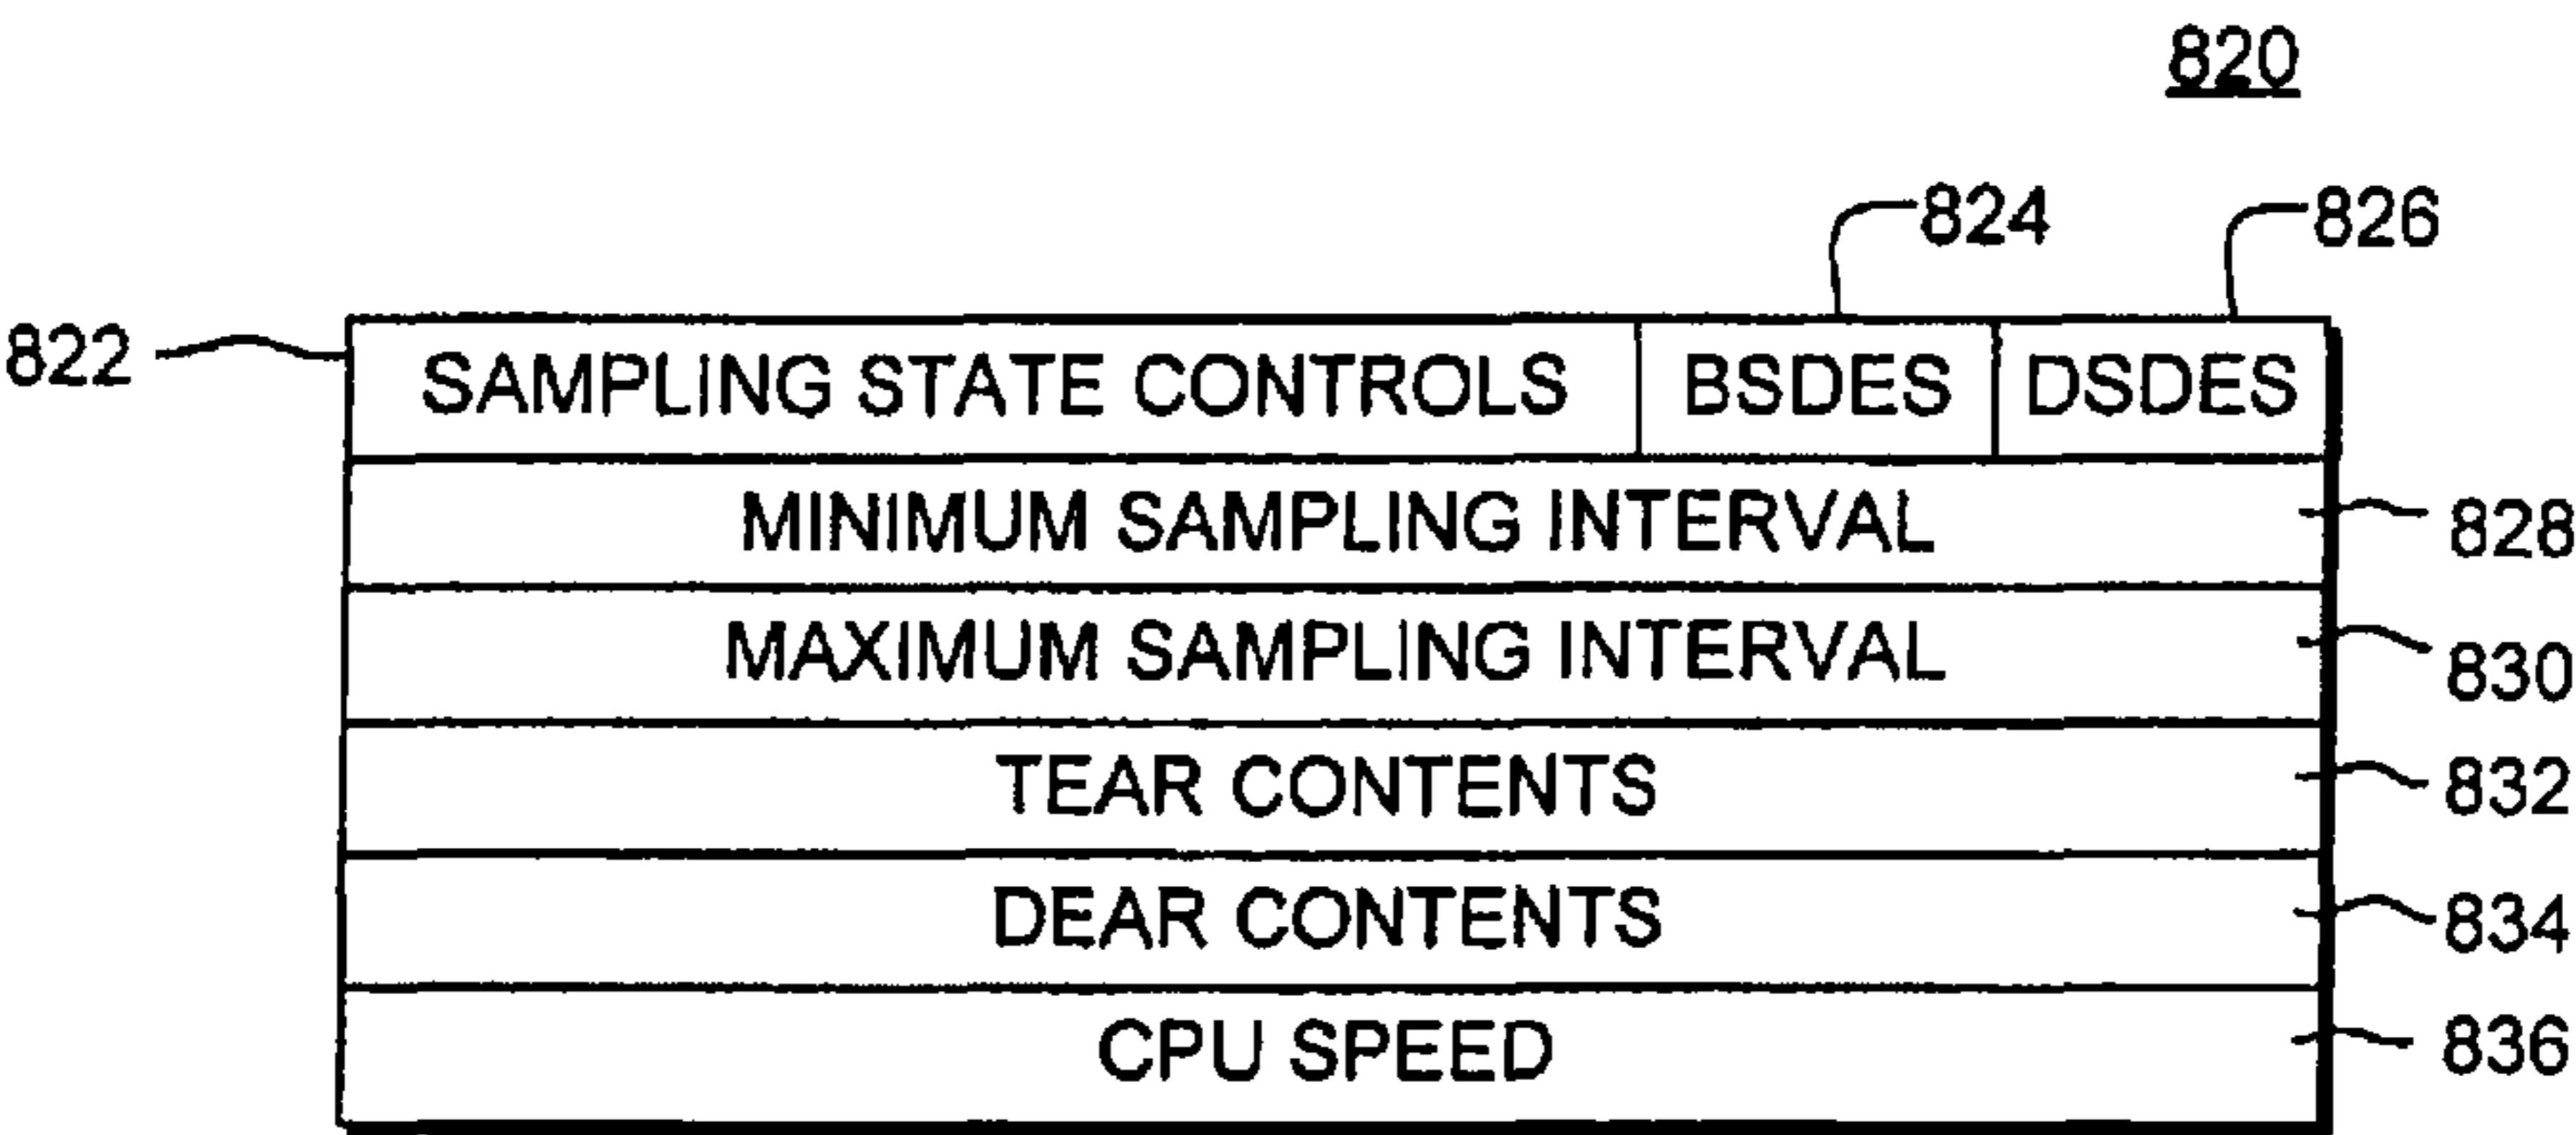 820
824 826
822 SAMPLING STATE CONTROLS BSDES DSDES
MINIMUM SAMPLING INTERVAL 828
MAXIMUM SAMPLING INTERVAL 830
TEAR CONTENTS 832
DEAR CONTENTS 834
CPU SPEED 836